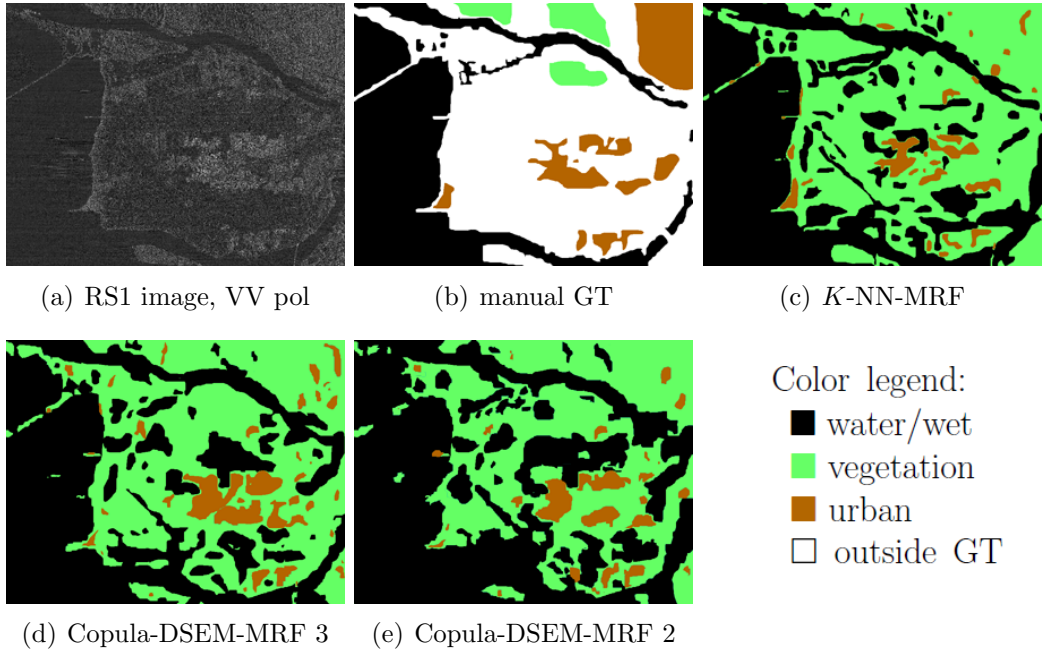 (a) RS1 image, VV pol
(b) manual GT
(c) K-NN-MRF
(d) Copula-DSEM-MRF 3
(e) Copula-DSEM-MRF 2
Color legend:
water/wet
vegetation
urban
outside GT